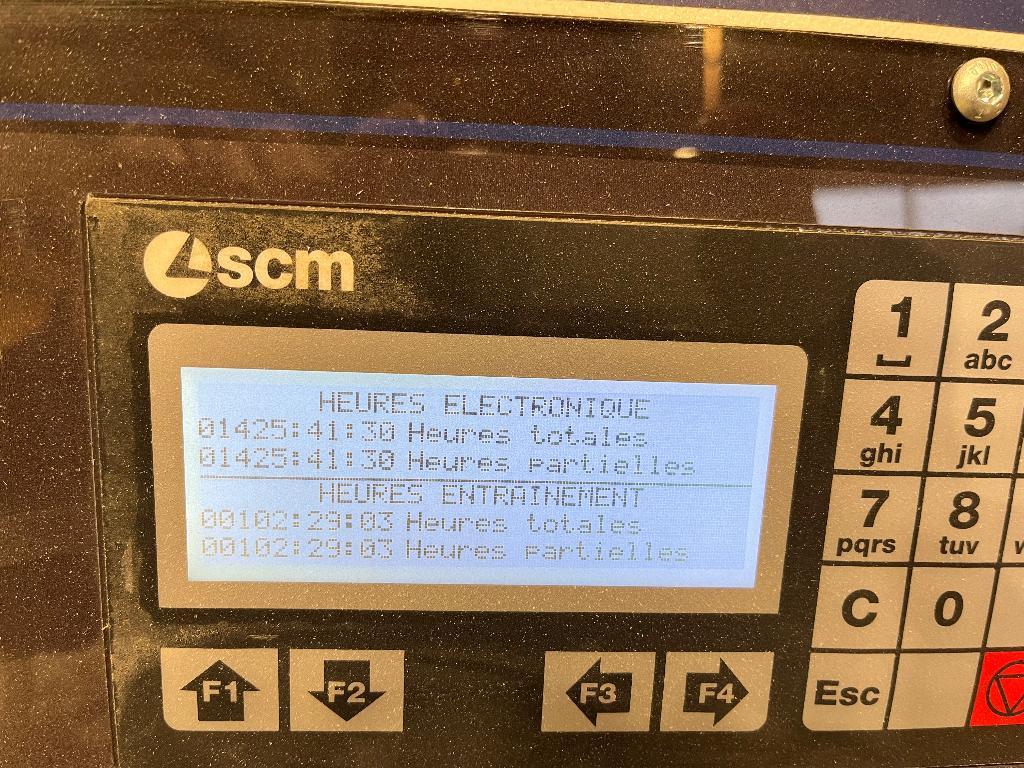 scm
HEURES ELECTRONIQUE
01425:41:30 Heures totales
01425:41:30 Heures partielles
HEURES ENTRAINEMENT
00102:29:03 Heures totales
00102:29:03 Heures partielles
1 2
abc
4 5
ghi jkl
7 8
pqrs tuv
C 0
F1 F2 F3 F4 Esc